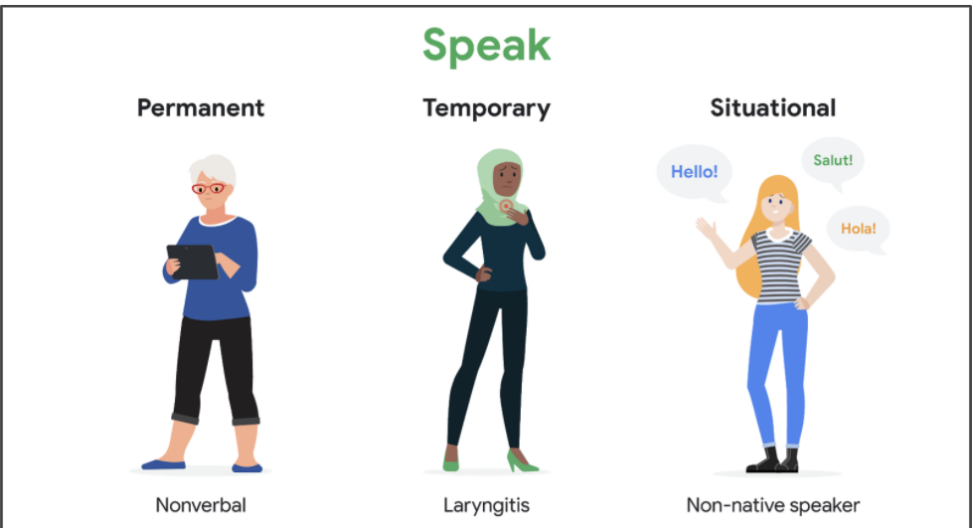 Speak
Permanent
Temporary
Situational
Hello!
Salut!
Hola!
Nonverbal
Laryngitis
Non-native speaker